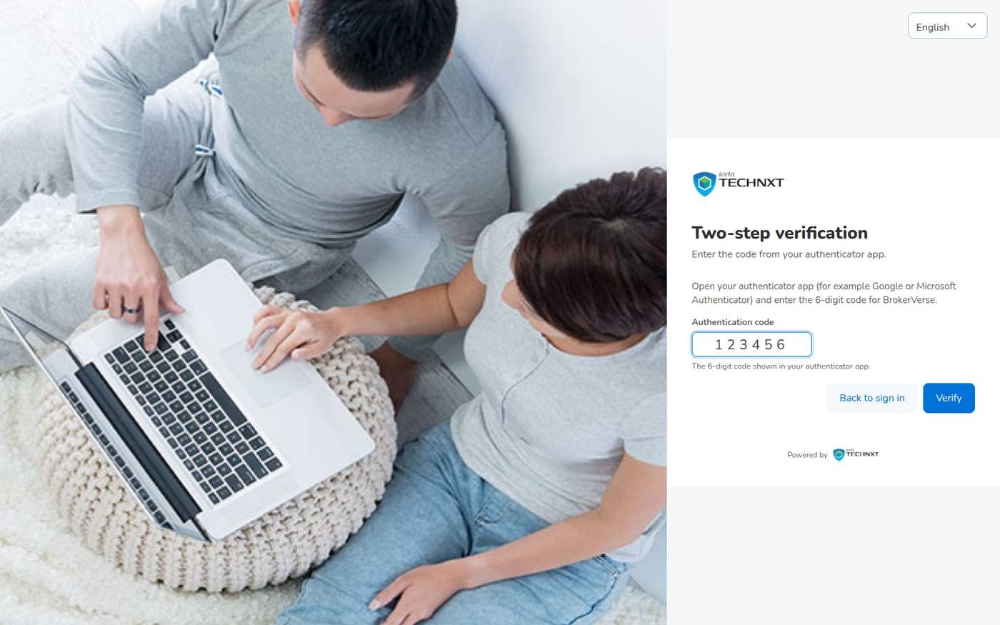 English
ierta
TECHNXT
Two-step verification
Enter the code from your authenticator app.
Open your authenticator app (for example Google or Microsoft
Authenticator) and enter the 6-digit code for BrokerVerse.
Authentication code
123456
The 6-digit code shown in your authenticator app.
Back to sign in
Verify
Powered by
TECHNXT